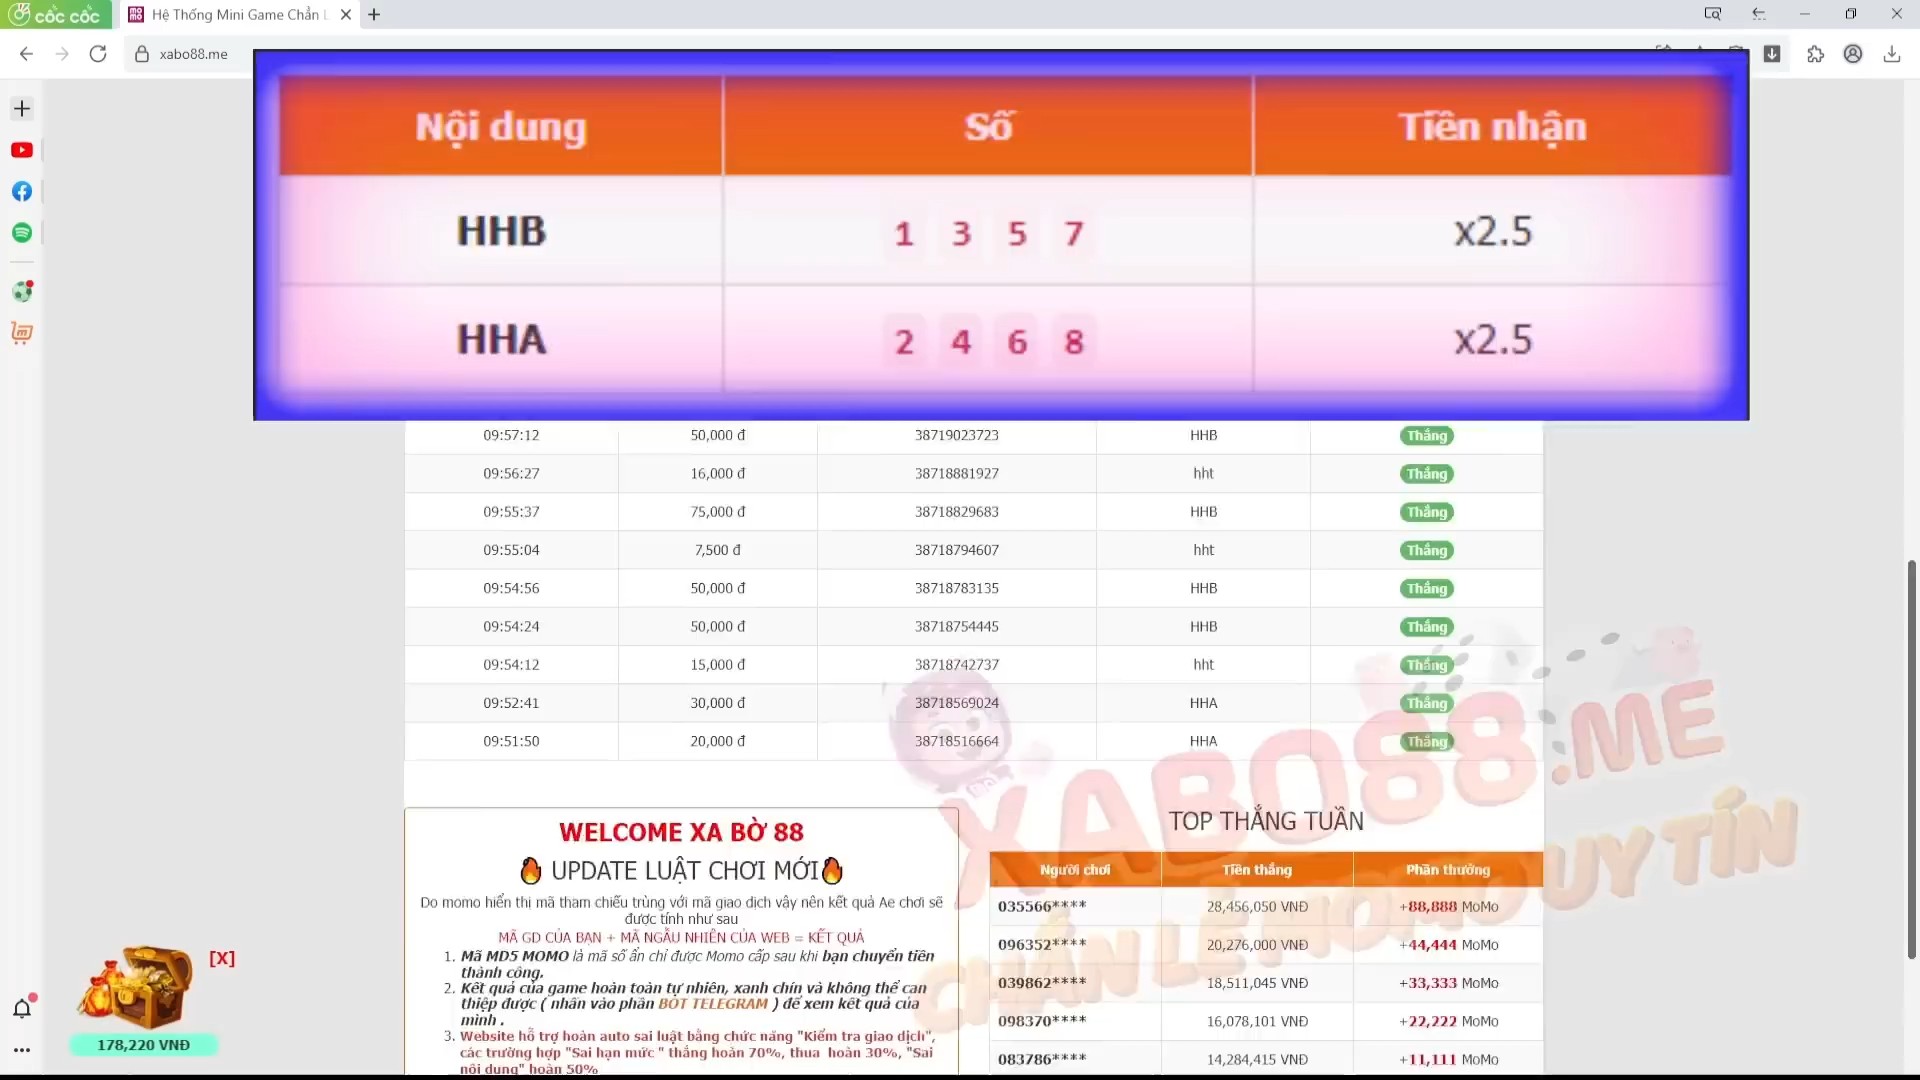 cốc cốc
Hệ Thống Mini Game Chẳn L
xabo88.me
Nội dung Số Tiền nhận
HHB 1 3 5 7 x2.5
HHA 2 4 6 8 x2.5
09:57:12 50,000 đ 38719023723 HHB Thắng
09:56:27 16,000 đ 38718881927 hht Thắng
09:55:37 75,000 đ 38718829683 HHB Thắng
09:55:04 7,500 đ 38718794607 hht Thắng
09:54:56 50,000 đ 38718783135 HHB Thắng
09:54:24 50,000 đ 38718754445 HHB Thắng
09:54:12 15,000 đ 38718742737 hht Thắng
09:52:41 30,000 đ 38718569024 HHA Thắng
09:51:50 20,000 đ 38718516664 HHA Thắng
XABO88.ME
CHẴN LẺ MOMO UY TÍN
WELCOME XA BỜ 88
🔥 UPDATE LUẬT CHƠI MỚI🔥
Do momo hiển thị mã tham chiếu trùng với mã giao dịch vậy nên kết quả Ae chơi sẽ
được tính như sau
MÃ GD CỦA BẠN + MÃ NGẪU NHIÊN CỦA WEB = KẾT QUẢ
1. Mã MD5 MOMO là mã số ẩn chỉ được Momo cấp sau khi bạn chuyển tiền
thành công.
2. Kết quả của game hoàn toàn tự nhiên, xanh chín và không thể can
thiệp được ( nhấn vào phần BOT TELEGRAM ) để xem kết quả của
mình .
3. Website hỗ trợ hoàn auto sai luật bằng chức năng "Kiểm tra giao dịch",
các trường hợp "Sai hạn mức " thắng hoàn 70%, thua hoàn 30%, "Sai
nội dung" hoàn 50%
TOP THẮNG TUẦN
Người chơi Tiền thắng Phần thưởng
035566**** 28,456,050 VNĐ +88,888 MoMo
096352**** 20,276,000 VNĐ +44,444 MoMo
039862**** 18,511,045 VNĐ +33,333 MoMo
098370**** 16,078,101 VNĐ +22,222 MoMo
083786**** 14,284,415 VNĐ +11,111 MoMo
[X]
178,220 VNĐ